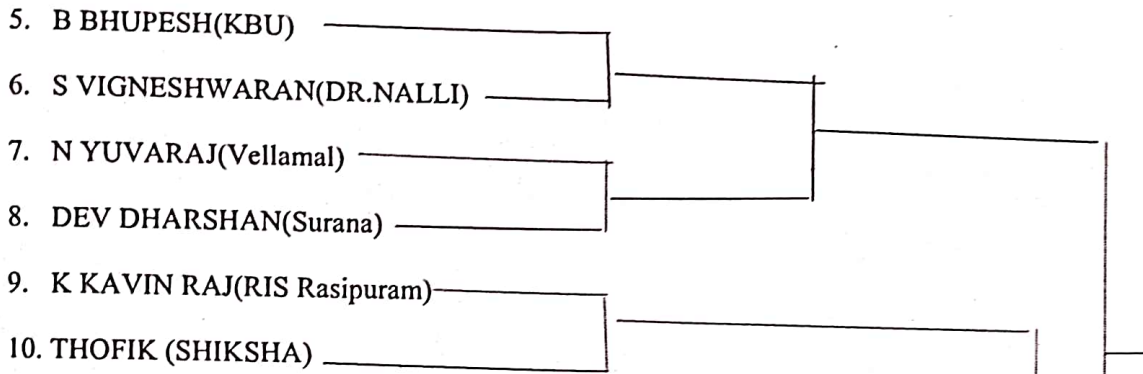 5. B BHUPESH(KBU)
6. S VIGNESHWARAN(DR.NALLI)
7. N YUVARAJ(Vellamal)
8. DEV DHARSHAN(Surana)
9. K KAVIN RAJ(RIS Rasipuram)
10. THOFIK (SHIKSHA)